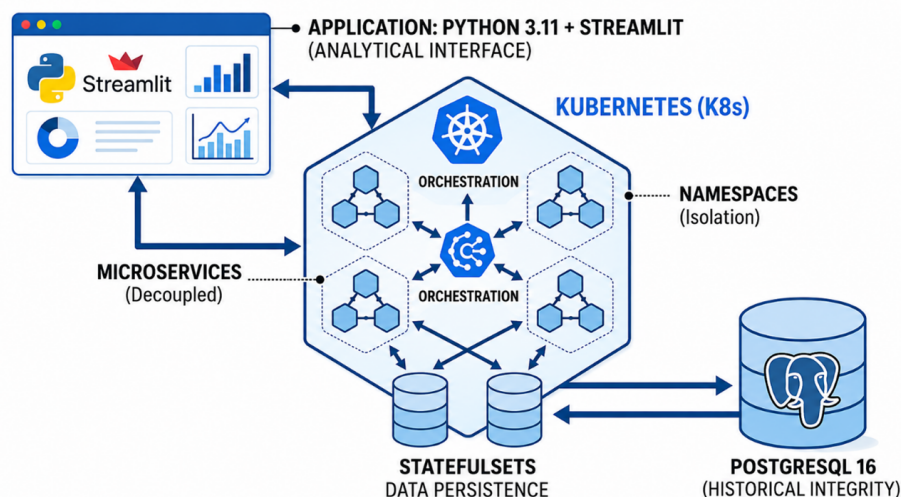 APPLICATION: PYTHON 3.11 + STREAMLIT
(ANALYTICAL INTERFACE)
Streamlit
KUBERNETES (K8s)
ORCHESTRATION
NAMESPACES
(Isolation)
MICROSERVICES
(Decoupled)
ORCHESTRATION
STATEFULSETS
DATA PERSISTENCE
POSTGRESQL 16
(HISTORICAL INTEGRITY)